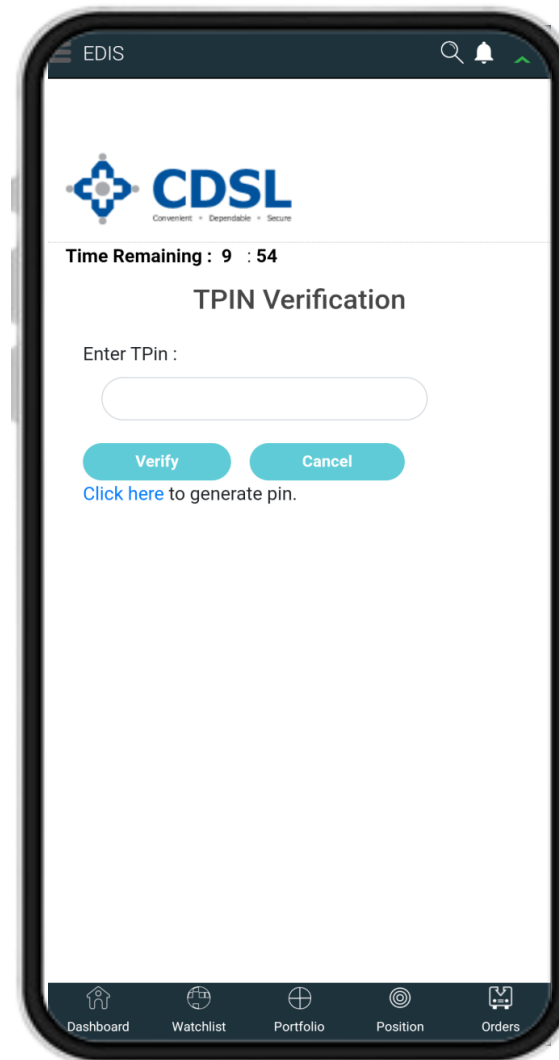 EDIS
CDSL
Convenient • Dependable • Secure
Time Remaining : 9 : 54
TPIN Verification
Enter TPin :
Verify Cancel
Click here to generate pin.
Dashboard Watchlist Portfolio Position Orders